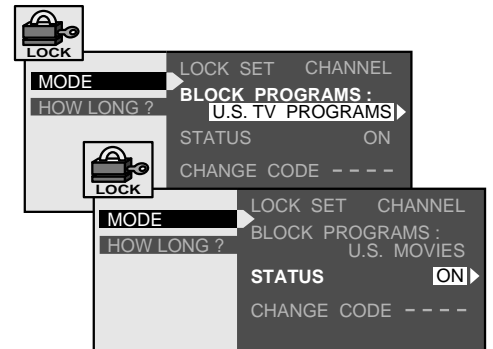 LOCK
MODE
HOW LONG ?
LOCK SET CHANNEL
BLOCK PROGRAMS :
U.S. TV PROGRAMS
STATUS ON
CHANGE CODE – – – –
LOCK
MODE
HOW LONG ?
LOCK SET CHANNEL
BLOCK PROGRAMS :
U.S. MOVIES
STATUS ON
CHANGE CODE – – – –